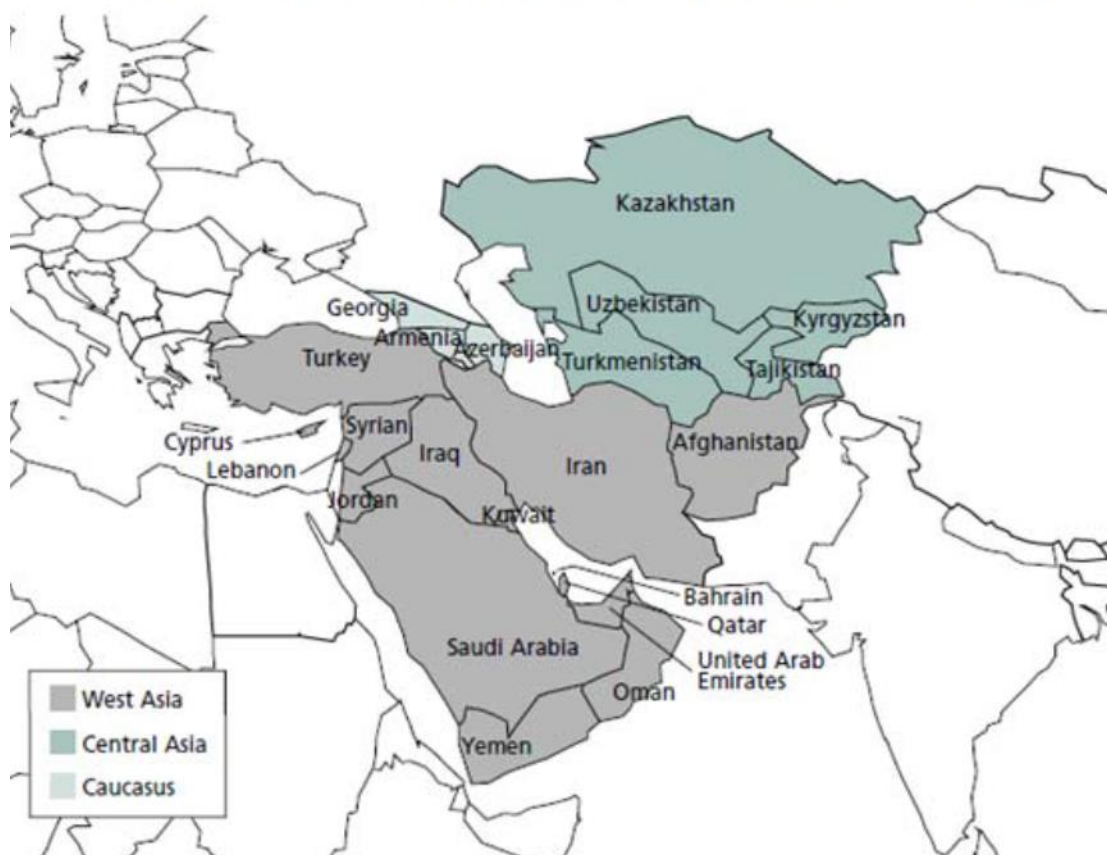 Kazakhstan
Georgia
Uzbekistan
Kyrgyzstan
Armenia
Azerbaijan
Turkey
Turkmenistan
Tajikistan
Syrian
Cyprus
Afghanistan
Iraq
Iran
Lebanon
Jordan
Kuwait
Bahrain
Qatar
Saudi Arabia
United Arab
Emirates
Oman
Yemen
West Asia
Central Asia
Caucasus